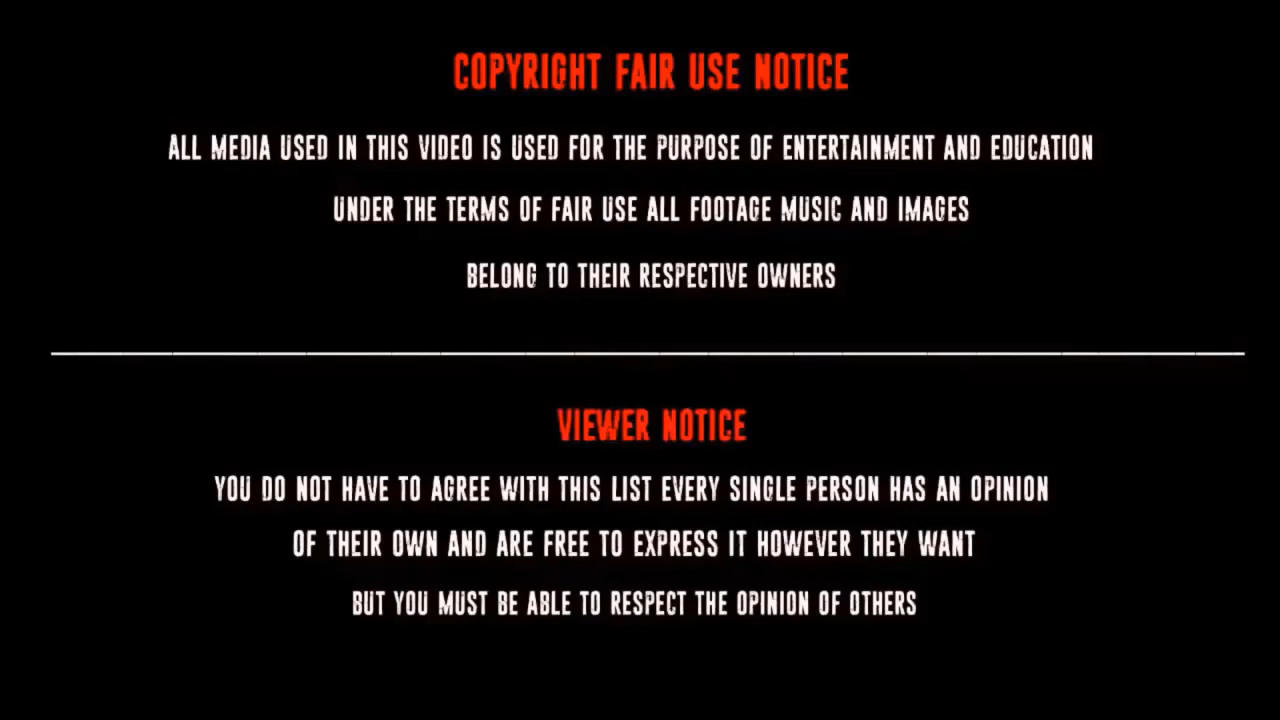 COPYRIGHT FAIR USE NOTICE
ALL MEDIA USED IN THIS VIDEO IS USED FOR THE PURPOSE OF ENTERTAINMENT AND EDUCATION
UNDER THE TERMS OF FAIR USE ALL FOOTAGE MUSIC AND IMAGES
BELONG TO THEIR RESPECTIVE OWNERS
VIEWER NOTICE
YOU DO NOT HAVE TO AGREE WITH THIS LIST EVERY SINGLE PERSON HAS AN OPINION
OF THEIR OWN AND ARE FREE TO EXPRESS IT HOWEVER THEY WANT
BUT YOU MUST BE ABLE TO RESPECT THE OPINION OF OTHERS